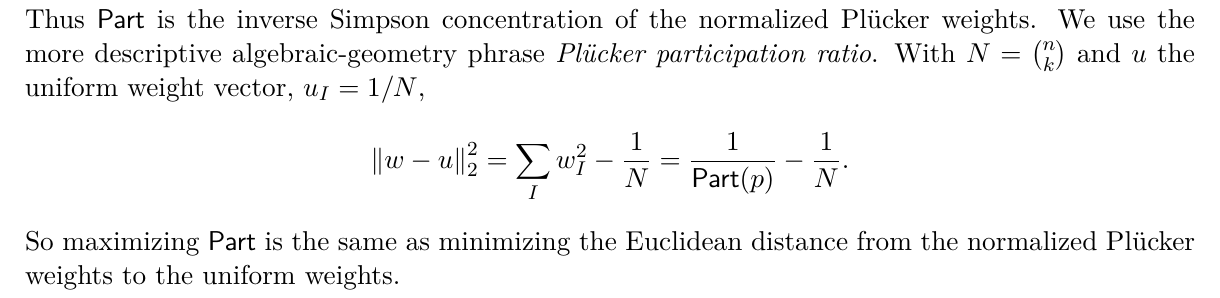 Thus Part is the inverse Simpson concentration of the normalized Plücker weights. We use the
more descriptive algebraic-geometry phrase Plücker participation ratio. With N = (n k) and u the
uniform weight vector, u_I = 1/N,
‖w − u‖₂² = ∑_I w_I² − 1/N = 1/Part(p) − 1/N.
So maximizing Part is the same as minimizing the Euclidean distance from the normalized Plücker
weights to the uniform weights.